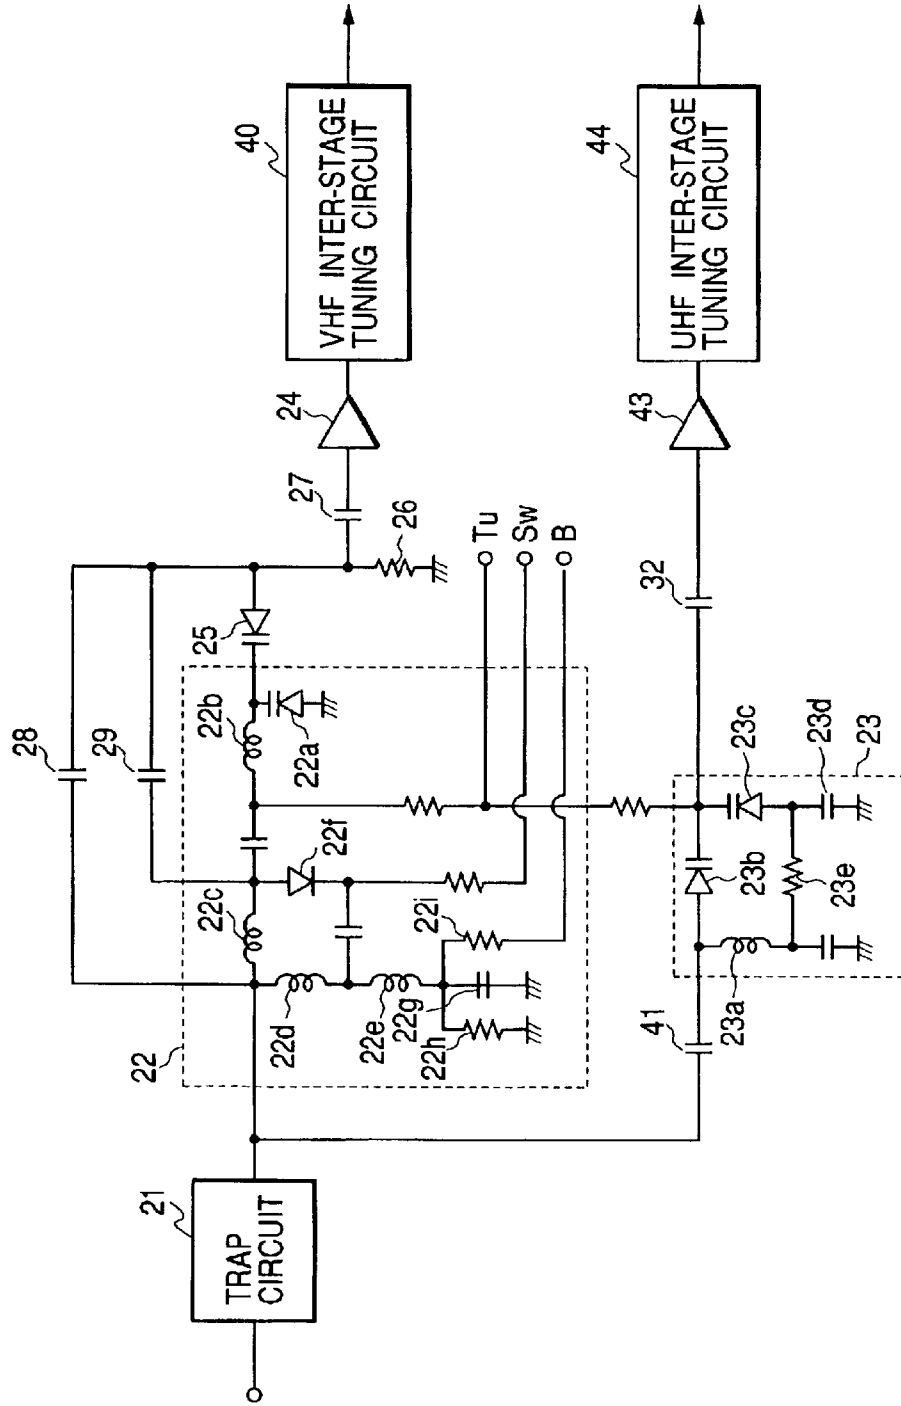 28
29
25
27
24
40
VHF INTER-STAGE
TUNING CIRCUIT
26
22
22c
22b
22a
22f
22d
22e
22g
22h
22i
Tu
Sw
B
21
TRAP
CIRCUIT
41
23a
23b
23c
23d
23e
23
32
43
44
UHF INTER-STAGE
TUNING CIRCUIT